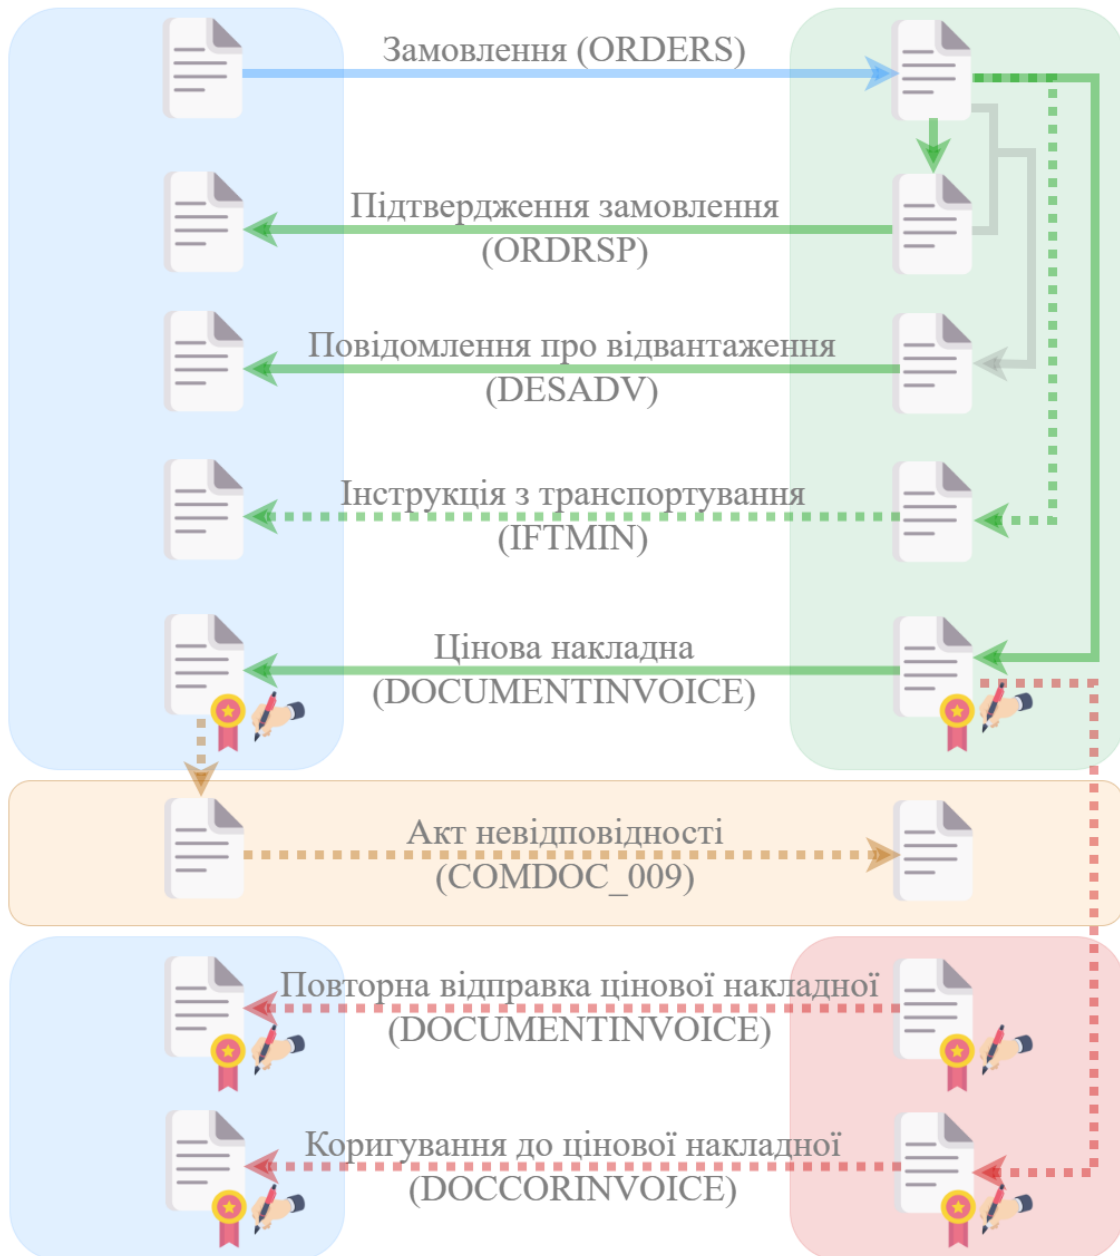 Замовлення (ORDERS)
Підтвердження замовлення
(ORDRSP)
Повідомлення про відвантаження
(DESADV)
Інструкція з транспортування
(IFTMIN)
Цінова накладна
(DOCUMENTINVOICE)
Акт невідповідності
(COMDOC_009)
Повторна відправка цінової накладної
(DOCUMENTINVOICE)
Коригування до цінової накладної
(DOCCORINVOICE)